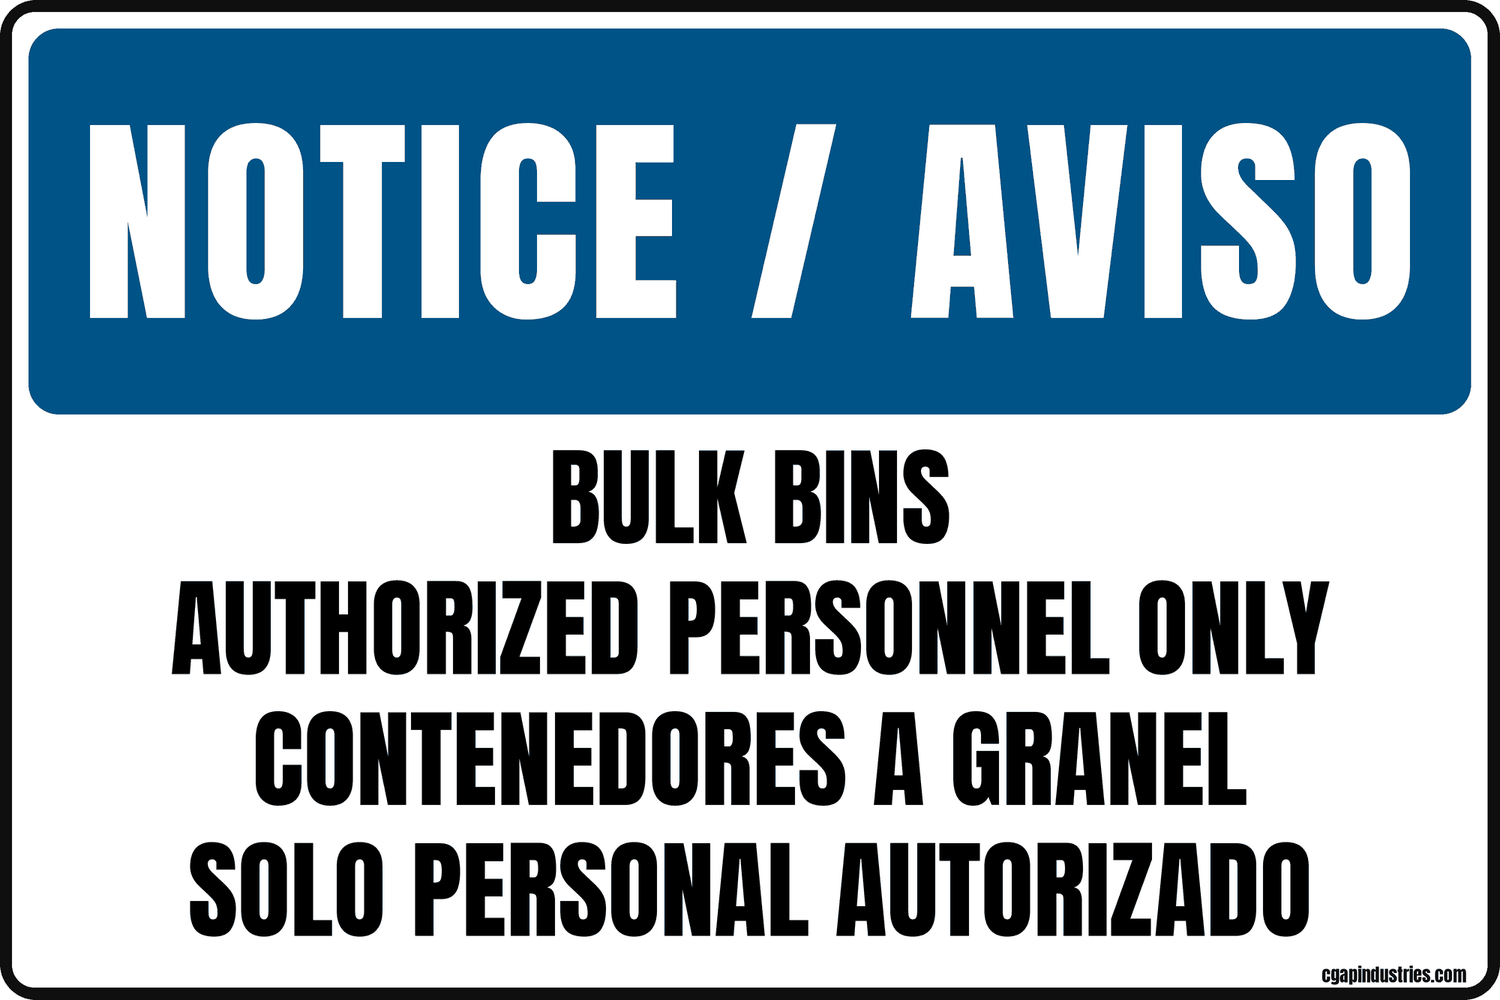 NOTICE / AVISO
BULK BINS
AUTHORIZED PERSONNEL ONLY
CONTENEDORES A GRANEL
SOLO PERSONAL AUTORIZADO
cgapindustries.com